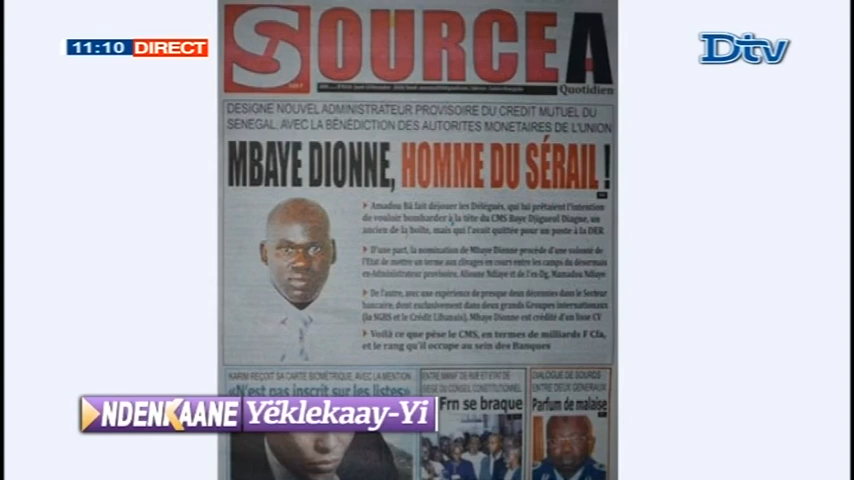 11:10 DIRECT
Dtv
SOURCE A
Quotidien
DESIGNE NOUVEL ADMINISTRATEUR PROVISOIRE DU CREDIT MUTUEL DU
SENEGAL, AVEC LA BÉNÉDICTION DES AUTORITES MONETAIRES DE L'UNION
MBAYE DIONNE, HOMME DU SÉRAIL !
Amadou Bâ fait déjouer les Délégués, qui lui prêtaient l'intention
de vouloir bombarder à la tête du CMS Baye Djigueul Diagne, un
ancien de la boîte, mais qui l'avait quittée pour un poste à la DER
D'une part, la nomination de Mbaye Dionne procède d'une volonté de
l'Etat de mettre un terme aux clivages en cours entre les camps du désormais
ex-Administrateur provisoire, Alioune Ndiaye et de l'ex-Dg, Mamadou Ndiaye
De l'autre, avec une expérience de presque deux décennies dans le Secteur
bancaire, dont exclusivement dans deux grands Groupes internationaux
(la SGBS et le Crédit Libanais), Mbaye Dionne est crédité d'un lisse CV
Voilà ce que pèse le CMS, en termes de milliards F Cfa,
et le rang qu'il occupe au sein des Banques
KARIM REÇOIT SA CARTE BIOMÉTRIQUE, AVEC LA MENTION
«N'est pas inscrit sur les listes»
ENTRE MANIF DE RUE ET ETAT DE
SIEGE DU CONSEIL CONSTITUTIONNEL
Frn se braque
DIALOGUE DE SOURDS
ENTRE DEUX GENERAUX
Parfum de malaise
NDENKAANE Yëklekaay-Yi